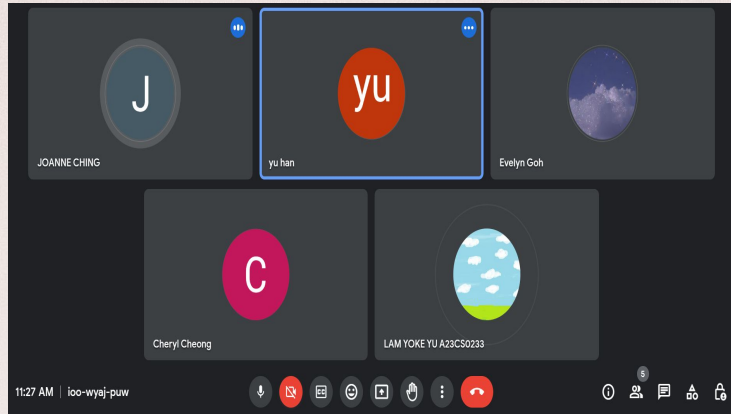 J
JOANNE CHING
yu
yu han
Evelyn Goh
C
Cheryl Cheong
LAM YOKE YU A23CS0233
11:27 AM | ioo-wyaj-puw
CC
5